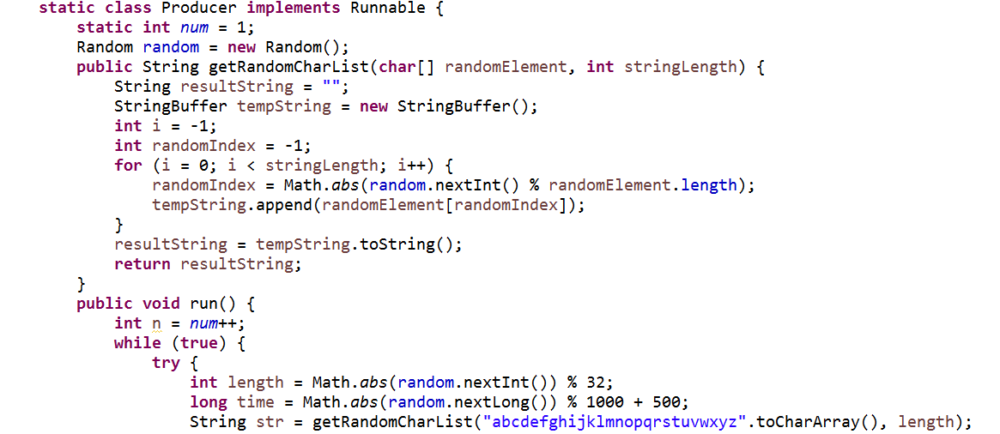 static class Producer implements Runnable {
static int num = 1;
Random random = new Random();
public String getRandomCharList(char[] randomElement, int stringLength) {
String resultString = "";
StringBuffer tempString = new StringBuffer();
int i = -1;
int randomIndex = -1;
for (i = 0; i < stringLength; i++) {
randomIndex = Math.abs(random.nextInt() % randomElement.length);
tempString.append(randomElement[randomIndex]);
}
resultString = tempString.toString();
return resultString;
}
public void run() {
int n = num++;
while (true) {
try {
int length = Math.abs(random.nextInt()) % 32;
long time = Math.abs(random.nextLong()) % 1000 + 500;
String str = getRandomCharList("abcdefghijklmnopqrstuvwxyz".toCharArray(), length);